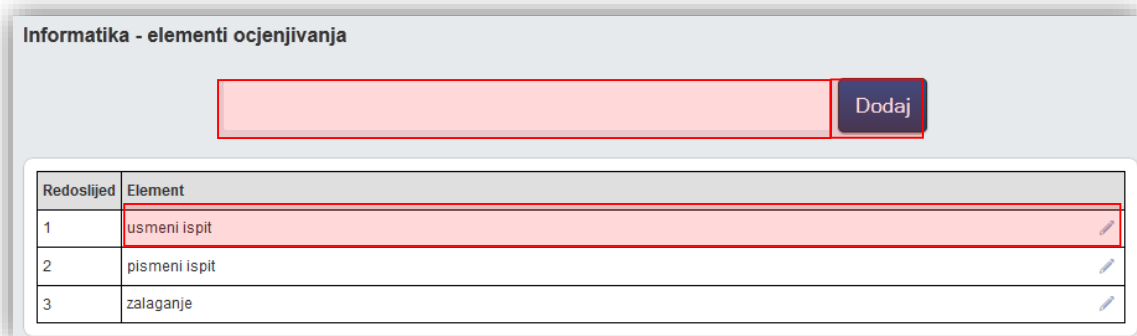 Informatika - elementi ocjenjivanja
Dodaj
Redoslijed Element
1 usmeni ispit
2 pismeni ispit
3 zalaganje